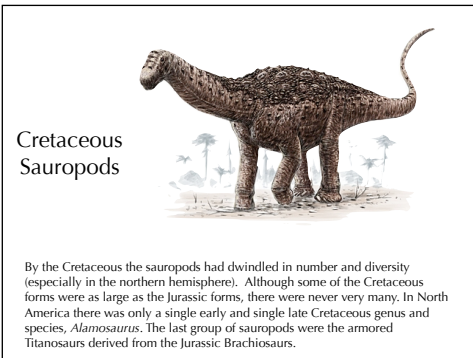 Cretaceous
Sauropods
By the Cretaceous the sauropods had dwindled in number and diversity
(especially in the northern hemisphere).  Although some of the Cretaceous
forms were as large as the Jurassic forms, there were never very many. In North
America there was only a single early and single late Cretaceous genus and
species, Alamosaurus. The last group of sauropods were the armored
Titanosaurs derived from the Jurassic Brachiosaurs.